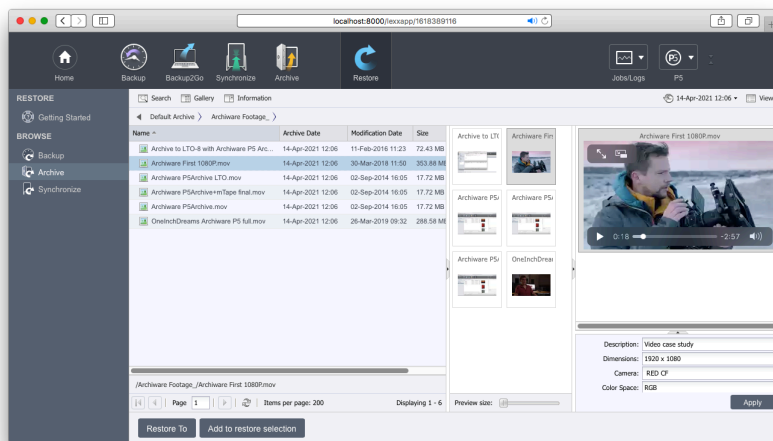 localhost:8000/lexxapp/1618389116
Home
Backup
Backup2Go
Synchronize
Archive
Restore
Jobs/Logs
P5
P5
RESTORE
Getting Started
BROWSE
Backup
Archive
Synchronize
Search Gallery Information
14-Apr-2021 12:06
View
Default Archive Archiware Footage_
Name Archive Date Modification Date Size
Archive to LTO-8 with Archiware P5 Arc... 14-Apr-2021 12:06 11-Feb-2016 11:23 72.43 MB
Archiware First 1080P.mov 14-Apr-2021 12:06 30-Mar-2018 11:50 353.88 MB
Archiware P5Archive LTO.mov 14-Apr-2021 12:06 02-Sep-2014 16:05 17.72 MB
Archiware P5Archive+mTape final.mov 14-Apr-2021 12:06 02-Sep-2014 16:05 17.72 MB
Archiware P5Archive.mov 14-Apr-2021 12:06 02-Sep-2014 16:05 17.72 MB
OneInchDreams Archiware P5 full.mov 14-Apr-2021 12:06 26-Mar-2019 09:32 288.58 MB
/Archiware Footage_/Archiware First 1080P.mov
Page 1 Items per page: 200 Displaying 1 - 6
Archive to LTO Archiware Fir
Archiware P5A Archiware P5A
Archiware P5A OneInchDrear
Preview size:
Archiware First 1080P.mov
0:18 -2:57
Description: Video case study
Dimensions: 1920 x 1080
Camera: RED CF
Color Space: RGB
Apply
Restore To Add to restore selection